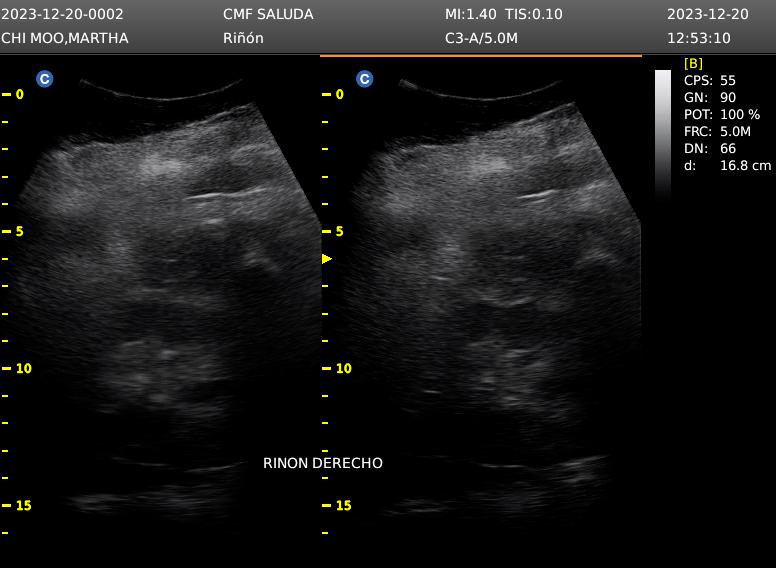 2023-12-20-0002 CMF SALUDA MI:1.40 TIS:0.10 2023-12-20
CHI MOO,MARTHA Riñón C3-A/5.0M 12:53:10
[B]
CPS: 55
GN: 90
POT: 100 %
FRC: 5.0M
DN: 66
d: 16.8 cm
C C
0 0
5 5
10 10
RINON DERECHO
15 15